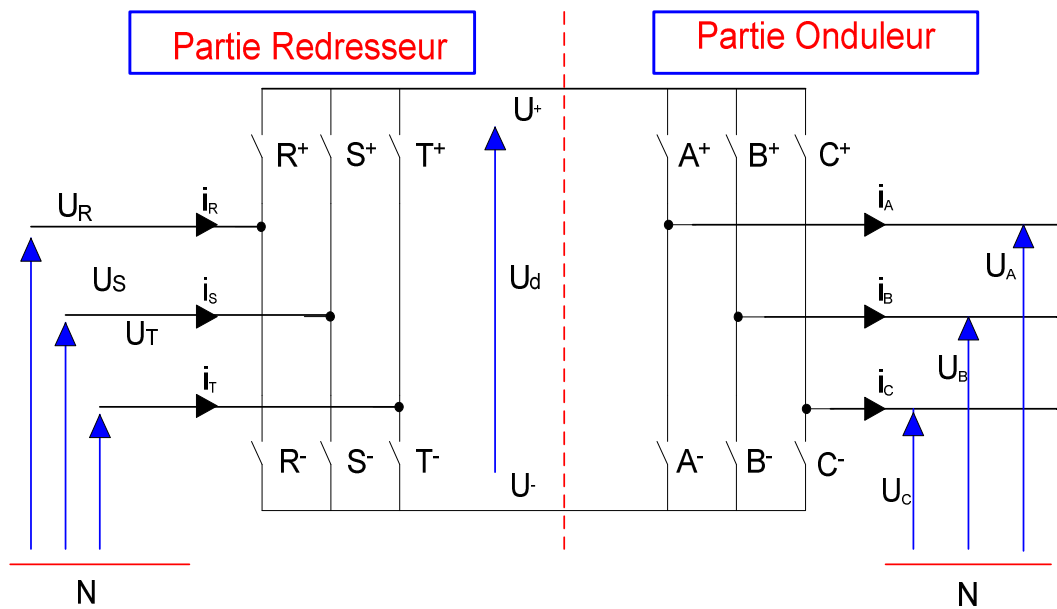 Partie Redresseur
Partie Onduleur
U+
R+ S+ T+
A+ B+ C+
UR
iR
iA
US
iS
Ud
UA
iB
UT
UB
iT
iC
R- S- T-
A- B- C-
U-
UC
N
N